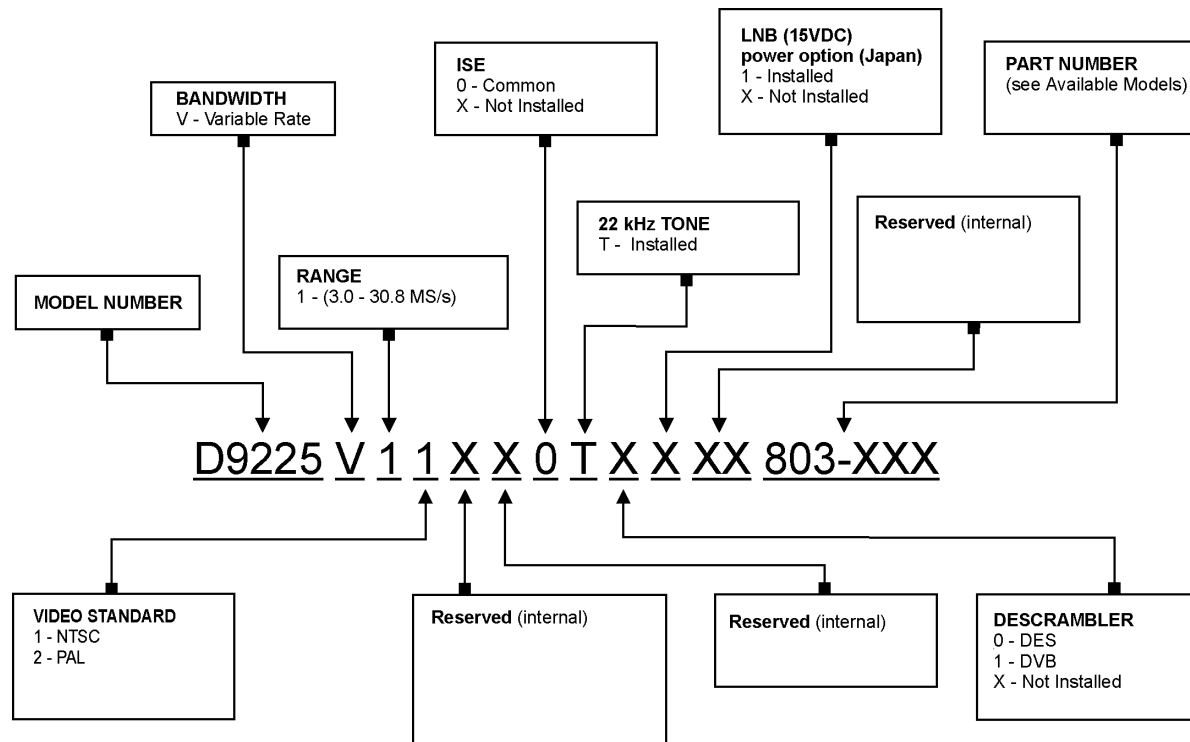 LNB (15VDC)
power option (Japan)
1 - Installed
X - Not Installed
ISE
0 - Common
X - Not Installed
PART NUMBER
(see Available Models)
BANDWIDTH
V - Variable Rate
22 kHz TONE
T - Installed
Reserved (internal)
RANGE
1 - (3.0 - 30.8 MS/s)
MODEL NUMBER
D9225 V 1 1 X X 0 T X X XX 803-XXX
VIDEO STANDARD
1 - NTSC
2 - PAL
Reserved (internal)
Reserved (internal)
DESCRAMBLER
0 - DES
1 - DVB
X - Not Installed